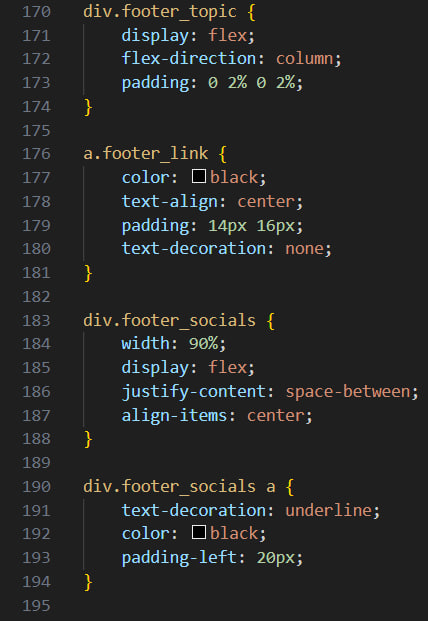 170 div.footer_topic {
171     display: flex;
172     flex-direction: column;
173     padding: 0 2% 0 2%;
174 }
175
176 a.footer_link {
177     color: black;
178     text-align: center;
179     padding: 14px 16px;
180     text-decoration: none;
181 }
182
183 div.footer_socials {
184     width: 90%;
185     display: flex;
186     justify-content: space-between;
187     align-items: center;
188 }
189
190 div.footer_socials a {
191     text-decoration: underline;
192     color: black;
193     padding-left: 20px;
194 }
195